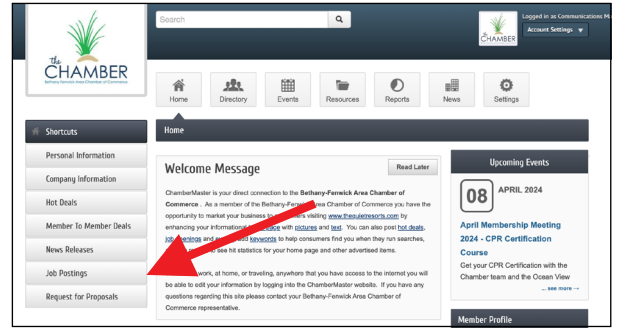 Search
Logged in as Communications M
Account Settings
the
CHAMBER
Bethany-Fenwick Area Chamber of Commerce
CHAMBER
Home
Directory
Events
Resources
Reports
News
Settings
Shortcuts
Personal Information
Company Information
Hot Deals
Member To Member Deals
News Releases
Job Postings
Request for Proposals
Home
Welcome Message
Read Later
ChamberMaster is your direct connection to the Bethany-Fenwick Area Chamber of
Commerce . As a member of the Bethany-Fenwick Area Chamber of Commerce you have the
opportunity to market your business to consumers visiting www.thequietresorts.com by
enhancing your informational page with pictures and text. You can also post hot deals,
job openings and add keywords to help consumers find you when they run searches,
to see hit statistics for your home page and other advertised items.
work, at home, or traveling, anywhere that you have access to the internet you will
be able to edit your information by logging into the ChamberMaster website. If you have any
questions regarding this site please contact your Bethany-Fenwick Area Chamber of
Commerce representative.
Upcoming Events
08
APRIL 2024
April Membership Meeting
2024 - CPR Certification
Course
Get your CPR Certification with the
Chamber team and the Ocean View
... see more →
Member Profile